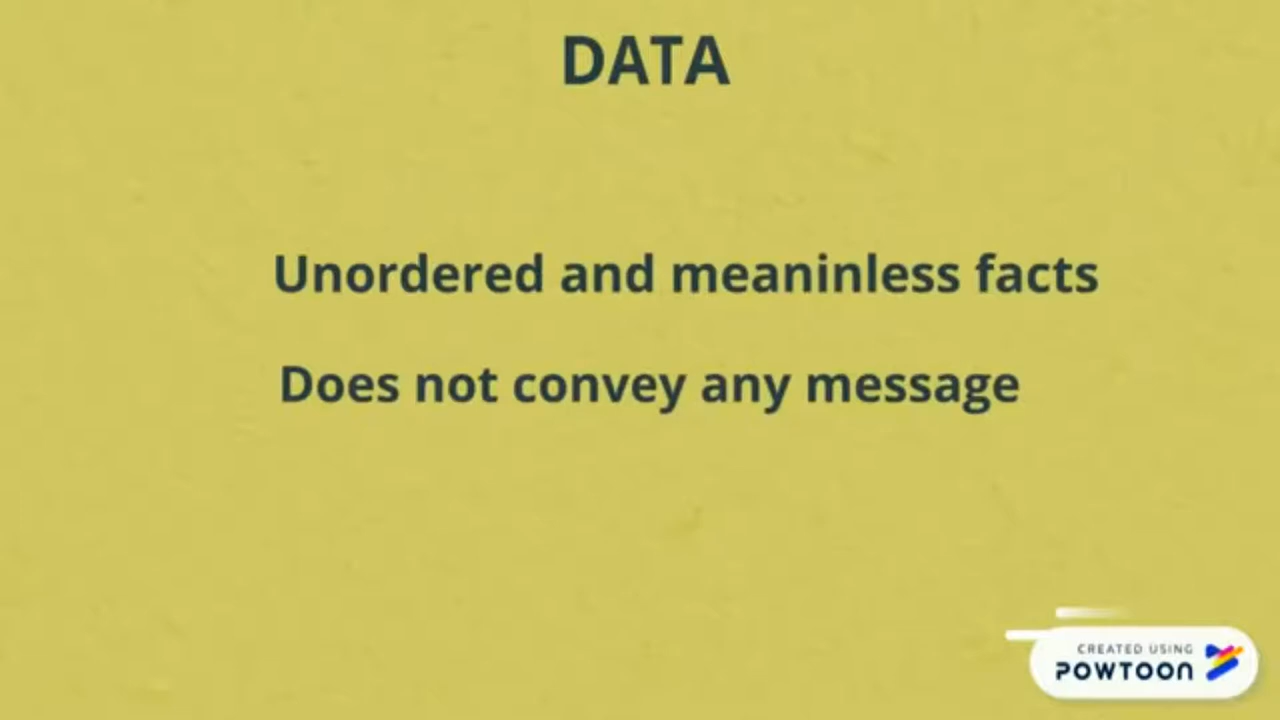 DATA
Unordered and meaninless facts
Does not convey any message
CREATED USING
POWTOON